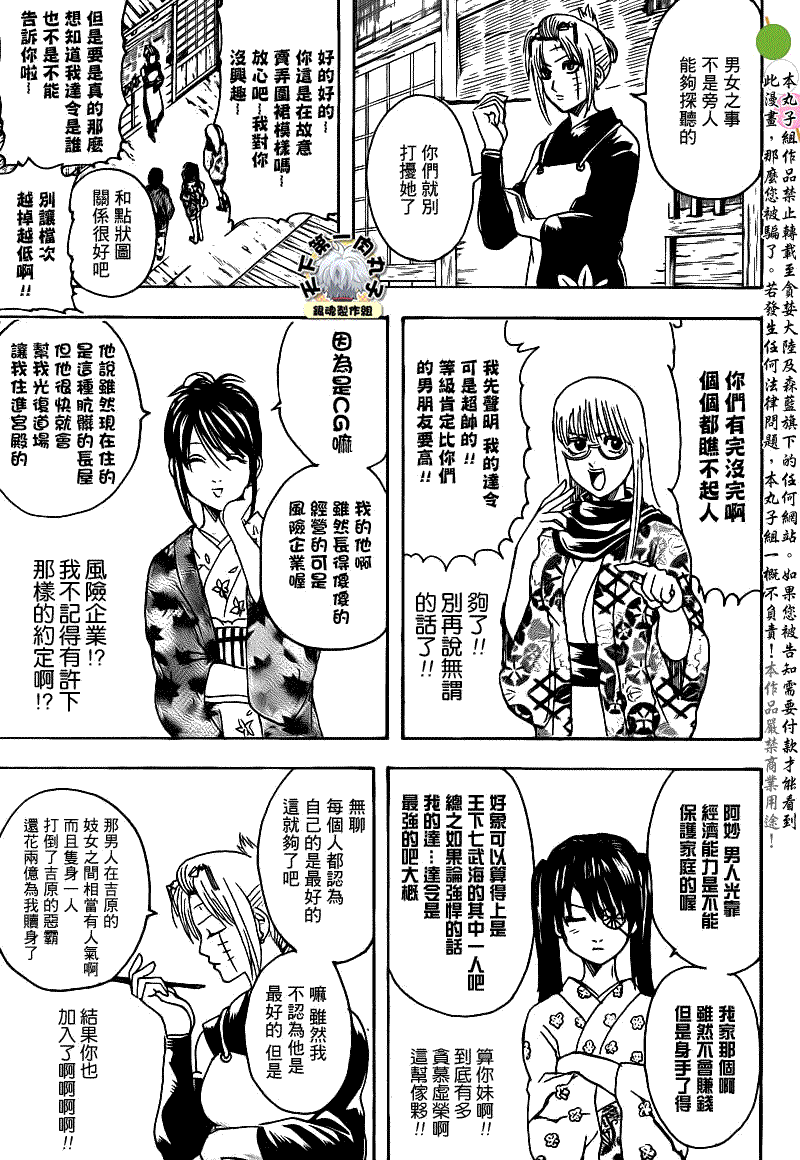 男女之事
不是旁人
能夠探聽
的
你們就別
打擾她了
好的好的~
你這是在故意
賣弄圍裙模樣嗎~
放心吧~我對你
沒興趣~
但是要是真的那麼
想知道我達令是誰
也不是不能
告訴你啦~
和點狀圖
關係很好吧
別讓檔次
越掉越低啊!!
天下第一肉丸子
銀魂製作組
你們有完沒完啊
個個都瞧不起人
我先聲明 我的達令
可是超帥的!!
等級肯定比你們
的男朋友要高!!
夠了!!
別再說無謂
的話了!!
因為是CG嘛
我的他啊
雖然長得傻傻的
經營的可是
風險企業喔
他說雖然現在住的
是這種骯髒的長屋
但他很快就會
幫我光復道場
讓我住進宮殿的
風險企業!?
我不記得有許下
那樣的約定啊!?
阿妙 男人光靠
經濟能力是不能
保護家庭的喔
我家那個啊
雖然不會賺錢
但是身手了得
好象可以算得上是
王下七武海的其中一人吧
總之如果論強悍的話
我的達…達令是
最強的吧大概
算你妹啊!!
到底有多
貪慕虛榮啊
這幫傢夥!!
無聊
每個人都認為
自己的是最好的
這就夠了吧
嘛 雖然我
不認為他是
最好的 但是
那男人在吉原的
妓女之間相當有人氣啊
而且隻身一人
打倒了吉原的惡霸
還花兩億為我贖身了
結果你也
加入了啊啊啊啊!!
本丸子組作品禁止轉載至貪婪大陸及森藍旗下的任何網站。如果您被告知需要付款才能看到
此漫畫，那麼您被騙了。若發生任何法律問題，本丸子組一概不負責！本作品嚴禁商業用途！